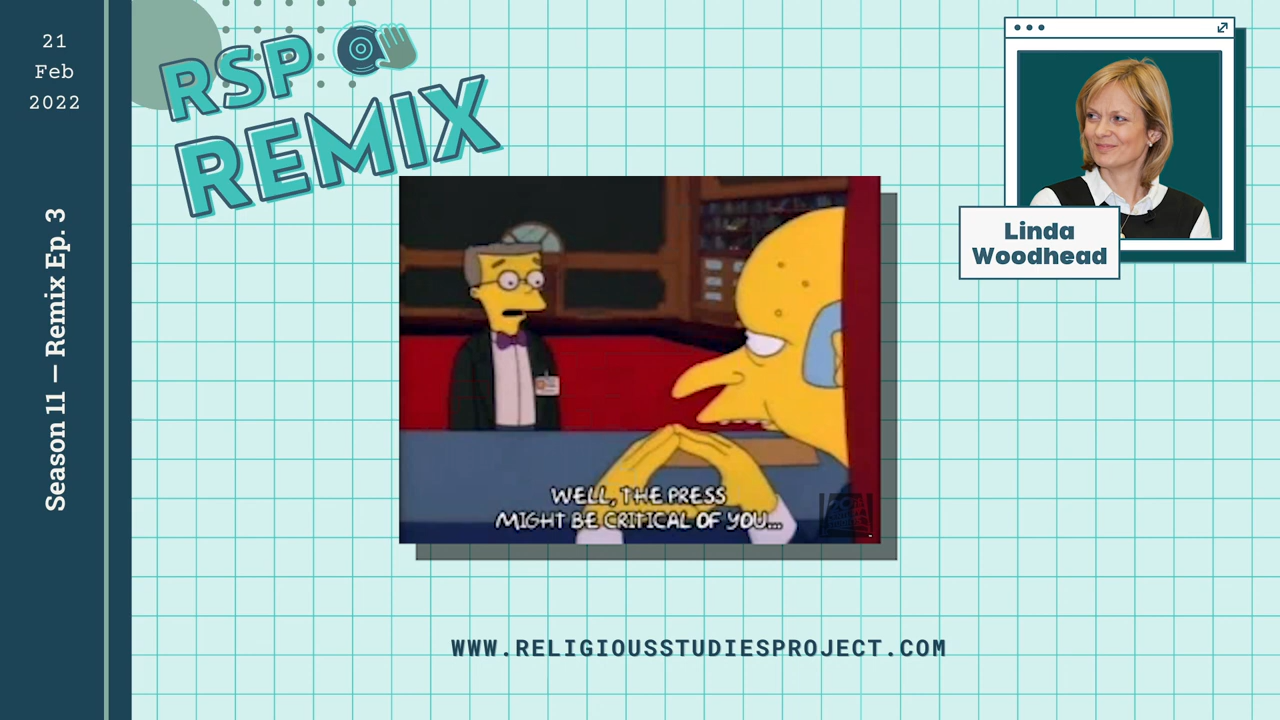 21
Feb
2022
Season 11 — Remix Ep. 3
RSP
REMIX
Linda
Woodhead
WELL, THE PRESS
MIGHT BE CRITICAL OF YOU...
WWW.RELIGIOUSSTUDIESPROJECT.COM